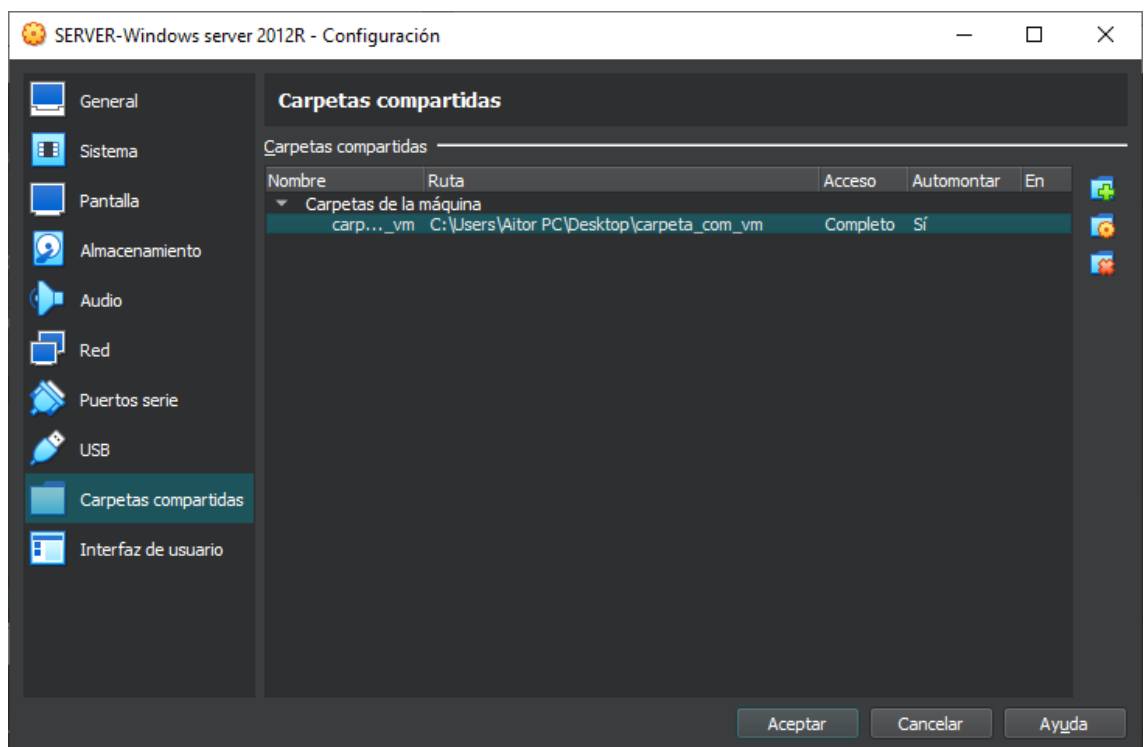 SERVER-Windows server 2012R - Configuración
General
Sistema
Pantalla
Almacenamiento
Audio
Red
Puertos serie
USB
Carpetas compartidas
Interfaz de usuario
Carpetas compartidas
Carpetas compartidas
Nombre Ruta Acceso Automontar En
Carpetas de la máquina
carp..._vm C:\Users\Aitor PC\Desktop\carpeta_com_vm Completo Sí
Aceptar Cancelar Ayuda